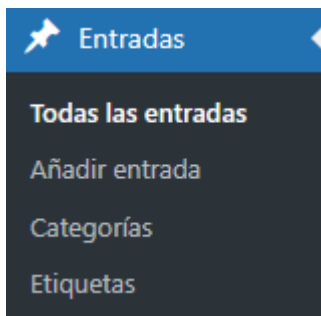 Entradas
Todas las entradas
Añadir entrada
Categorías
Etiquetas